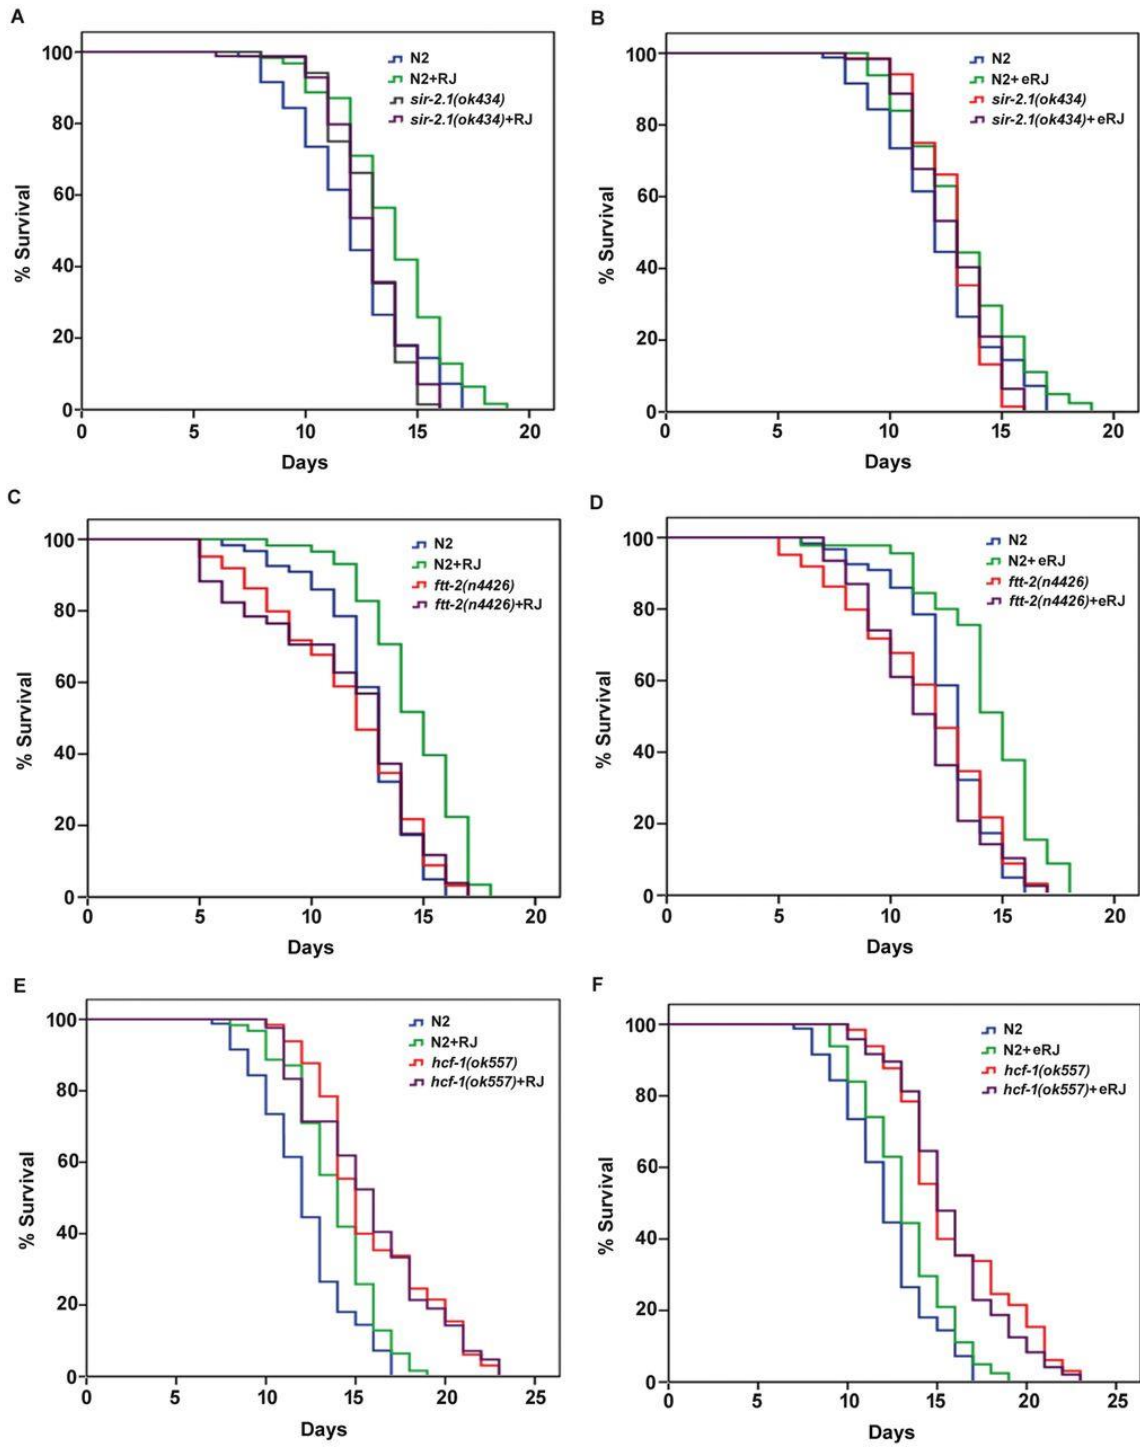 A
% Survival
100
80
60
40
20
0
N2
N2+RJ
sir-2.1(ok434)
sir-2.1(ok434)+RJ
0 5 10 15 20
Days
B
% Survival
100
80
60
40
20
0
N2
N2+eRJ
sir-2.1(ok434)
sir-2.1(ok434)+eRJ
0 5 10 15 20
Days
C
% Survival
100
80
60
40
20
0
N2
N2+RJ
ftt-2(n4426)
ftt-2(n4426)+RJ
0 5 10 15 20
Days
D
% Survival
100
80
60
40
20
0
N2
N2+eRJ
ftt-2(n4426)
ftt-2(n4426)+eRJ
0 5 10 15 20
Days
E
% Survival
100
80
60
40
20
0
N2
N2+RJ
hcf-1(ok557)
hcf-1(ok557)+RJ
0 5 10 15 20 25
Days
F
% Survival
100
80
60
40
20
0
N2
N2+eRJ
hcf-1(ok557)
hcf-1(ok557)+eRJ
0 5 10 15 20 25
Days